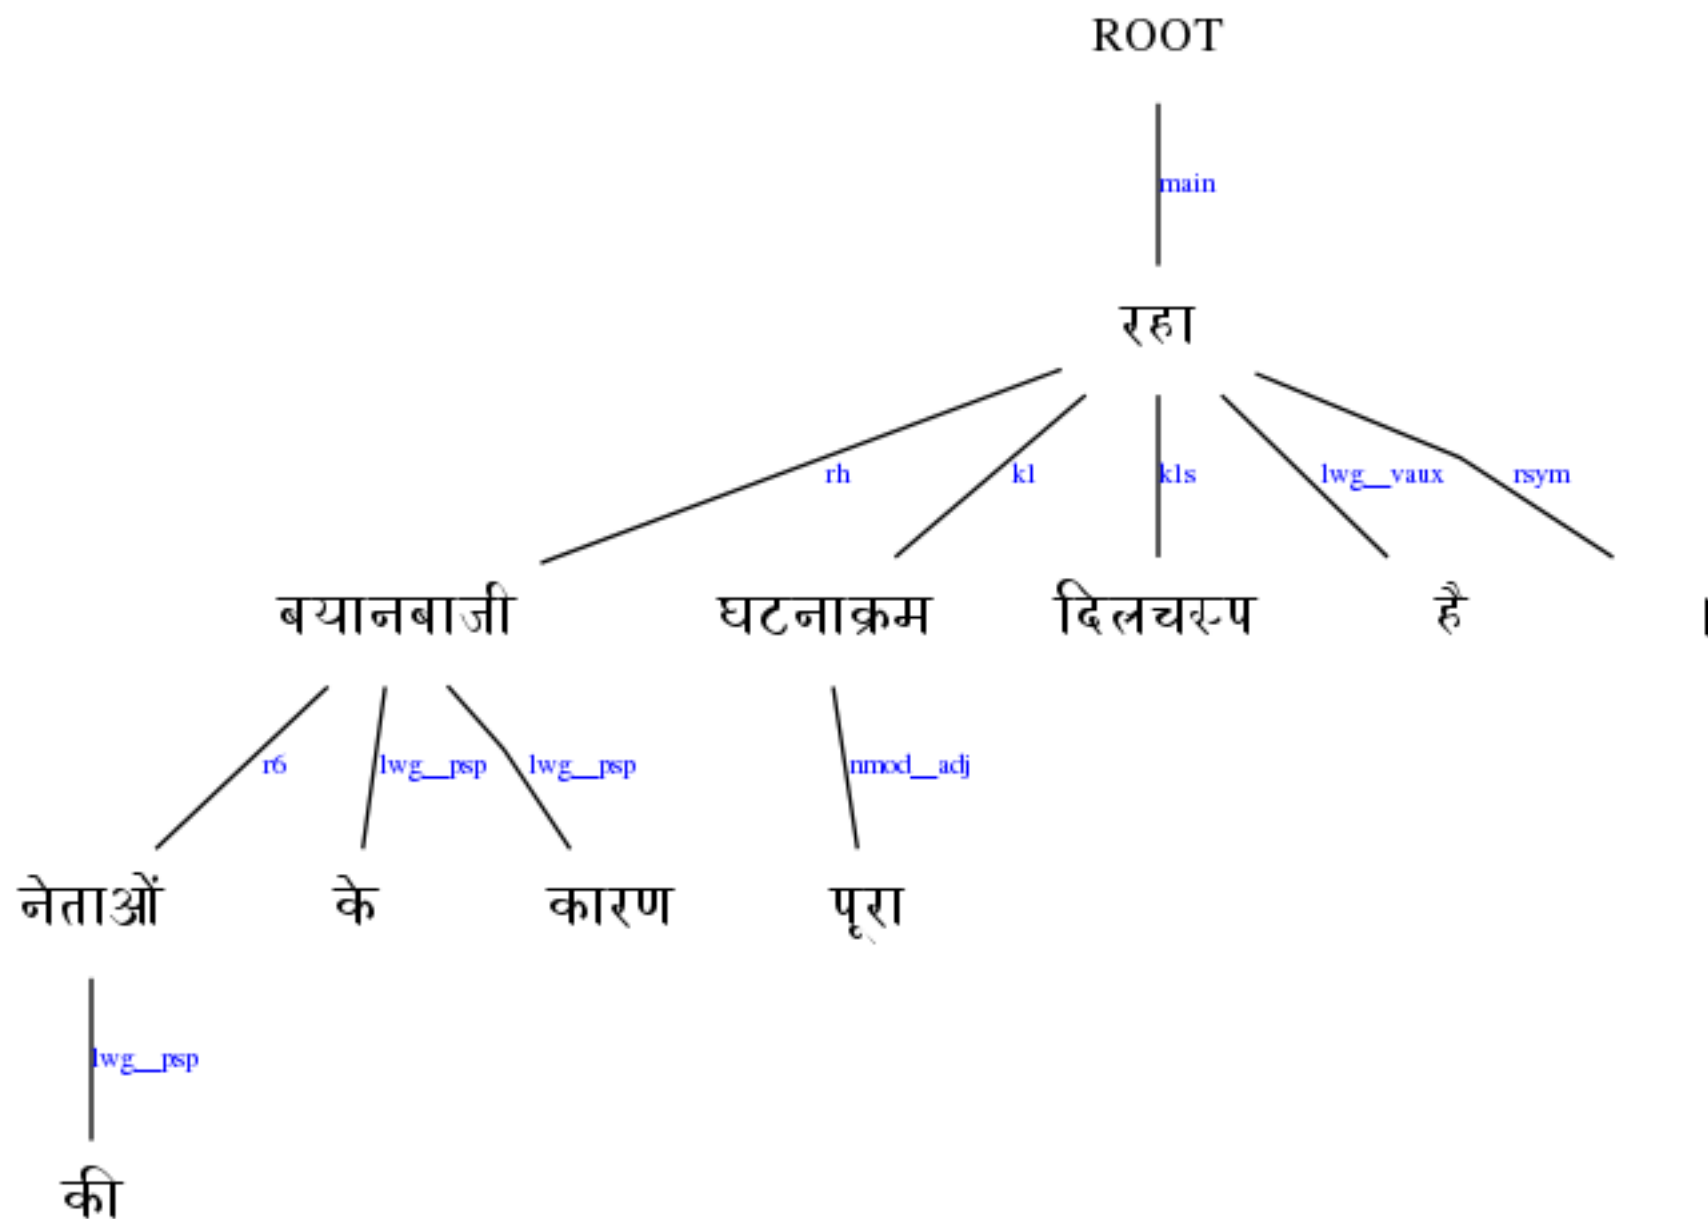 ROOT
main
रहा
rh k1 k1s lwg__vaux rsym
बयानबाजी घटनाक्रम दिलचस्प है ।
r6 lwg__psp lwg__psp nmod__adj
नेताओं के कारण पूरा
lwg__psp
की